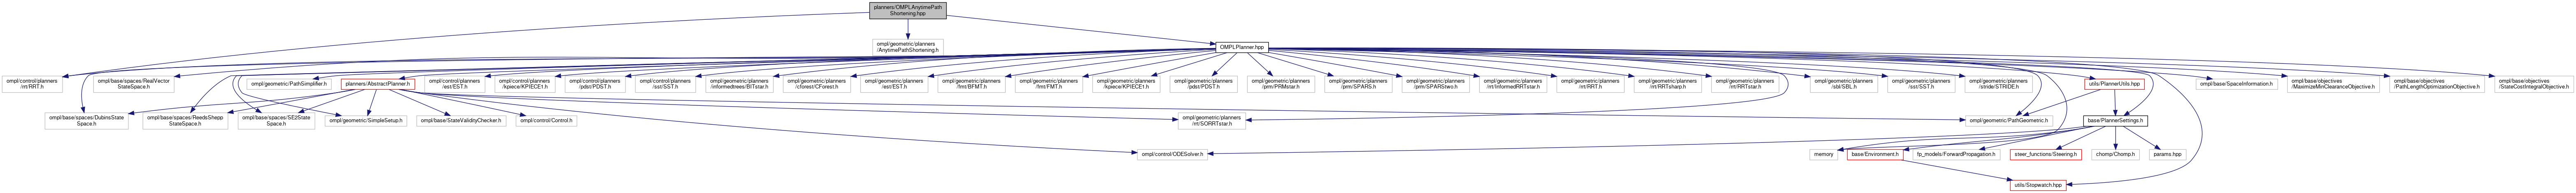 planners/OMPLAnytimePath
Shortening.hpp
ompl/geometric/planners
/AnytimePathShortening.h
OMPLPlanner.hpp
ompl/control/planners
/rrt/RRT.h
ompl/base/spaces/RealVector
StateSpace.h
ompl/geometric/PathSimplifier.h
planners/AbstractPlanner.h
ompl/control/planners
/est/EST.h
ompl/control/planners
/kpiece/KPIECE1.h
ompl/control/planners
/pdst/PDST.h
ompl/control/planners
/sst/SST.h
ompl/geometric/planners
/informedtrees/BITstar.h
ompl/geometric/planners
/cforest/CForest.h
ompl/geometric/planners
/est/EST.h
ompl/geometric/planners
/fmt/BFMT.h
ompl/geometric/planners
/fmt/FMT.h
ompl/geometric/planners
/kpiece/KPIECE1.h
ompl/geometric/planners
/pdst/PDST.h
ompl/geometric/planners
/prm/PRMstar.h
ompl/geometric/planners
/prm/SPARS.h
ompl/geometric/planners
/prm/SPARStwo.h
ompl/geometric/planners
/rrt/InformedRRTstar.h
ompl/geometric/planners
/rrt/RRT.h
ompl/geometric/planners
/rrt/RRTsharp.h
ompl/geometric/planners
/rrt/RRTstar.h
ompl/geometric/planners
/sbl/SBL.h
ompl/geometric/planners
/sst/SST.h
ompl/geometric/planners
/stride/STRIDE.h
utils/PlannerUtils.hpp
ompl/base/SpaceInformation.h
ompl/base/objectives
/MaximizeMinClearanceObjective.h
ompl/base/objectives
/PathLengthOptimizationObjective.h
ompl/base/objectives
/StateCostIntegralObjective.h
ompl/base/spaces/DubinsState
Space.h
ompl/base/spaces/ReedsShepp
StateSpace.h
ompl/base/spaces/SE2State
Space.h
ompl/geometric/SimpleSetup.h
ompl/base/StateValidityChecker.h
ompl/control/Control.h
ompl/geometric/planners
/rrt/SORRTstar.h
ompl/geometric/PathGeometric.h
base/PlannerSettings.h
ompl/control/ODESolver.h
memory
base/Environment.h
fp_models/ForwardPropagation.h
steer_functions/Steering.h
chomp/Chomp.h
params.hpp
utils/Stopwatch.hpp